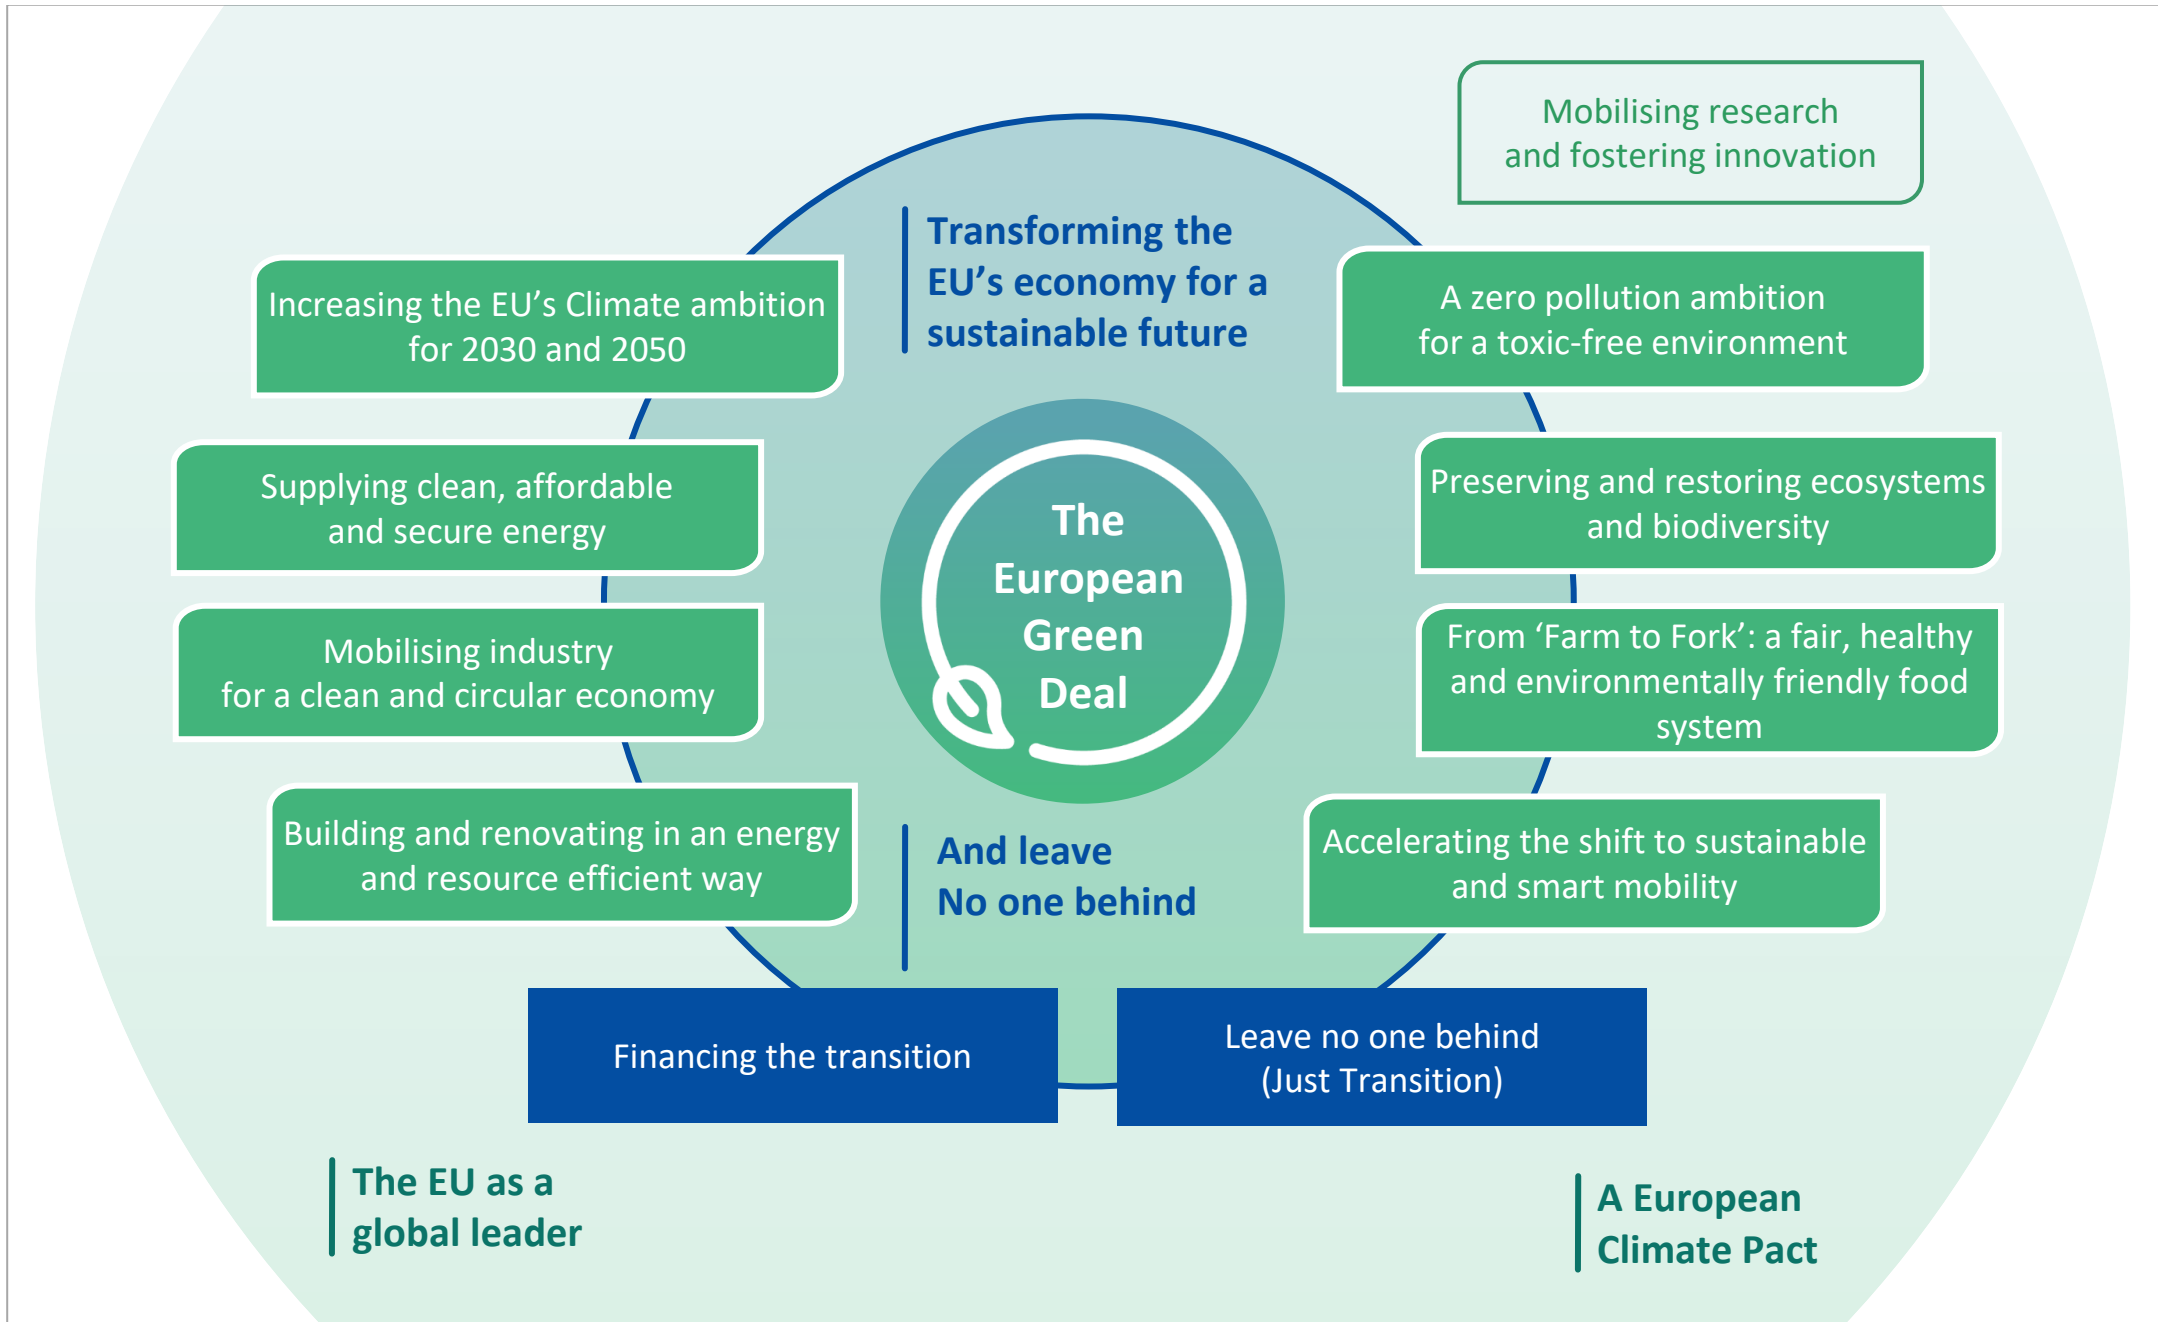 Mobilising research
and fostering innovation
Transforming the
EU’s economy for a
sustainable future
Increasing the EU’s Climate ambition
for 2030 and 2050
Supplying clean, affordable
and secure energy
Mobilising industry
for a clean and circular economy
Building and renovating in an energy
and resource efficient way
The
European
Green
Deal
A zero pollution ambition
for a toxic-free environment
Preserving and restoring ecosystems
and biodiversity
From ‘Farm to Fork’: a fair, healthy
and environmentally friendly food
system
Accelerating the shift to sustainable
and smart mobility
And leave
No one behind
Financing the transition
Leave no one behind
(Just Transition)
The EU as a
global leader
A European
Climate Pact